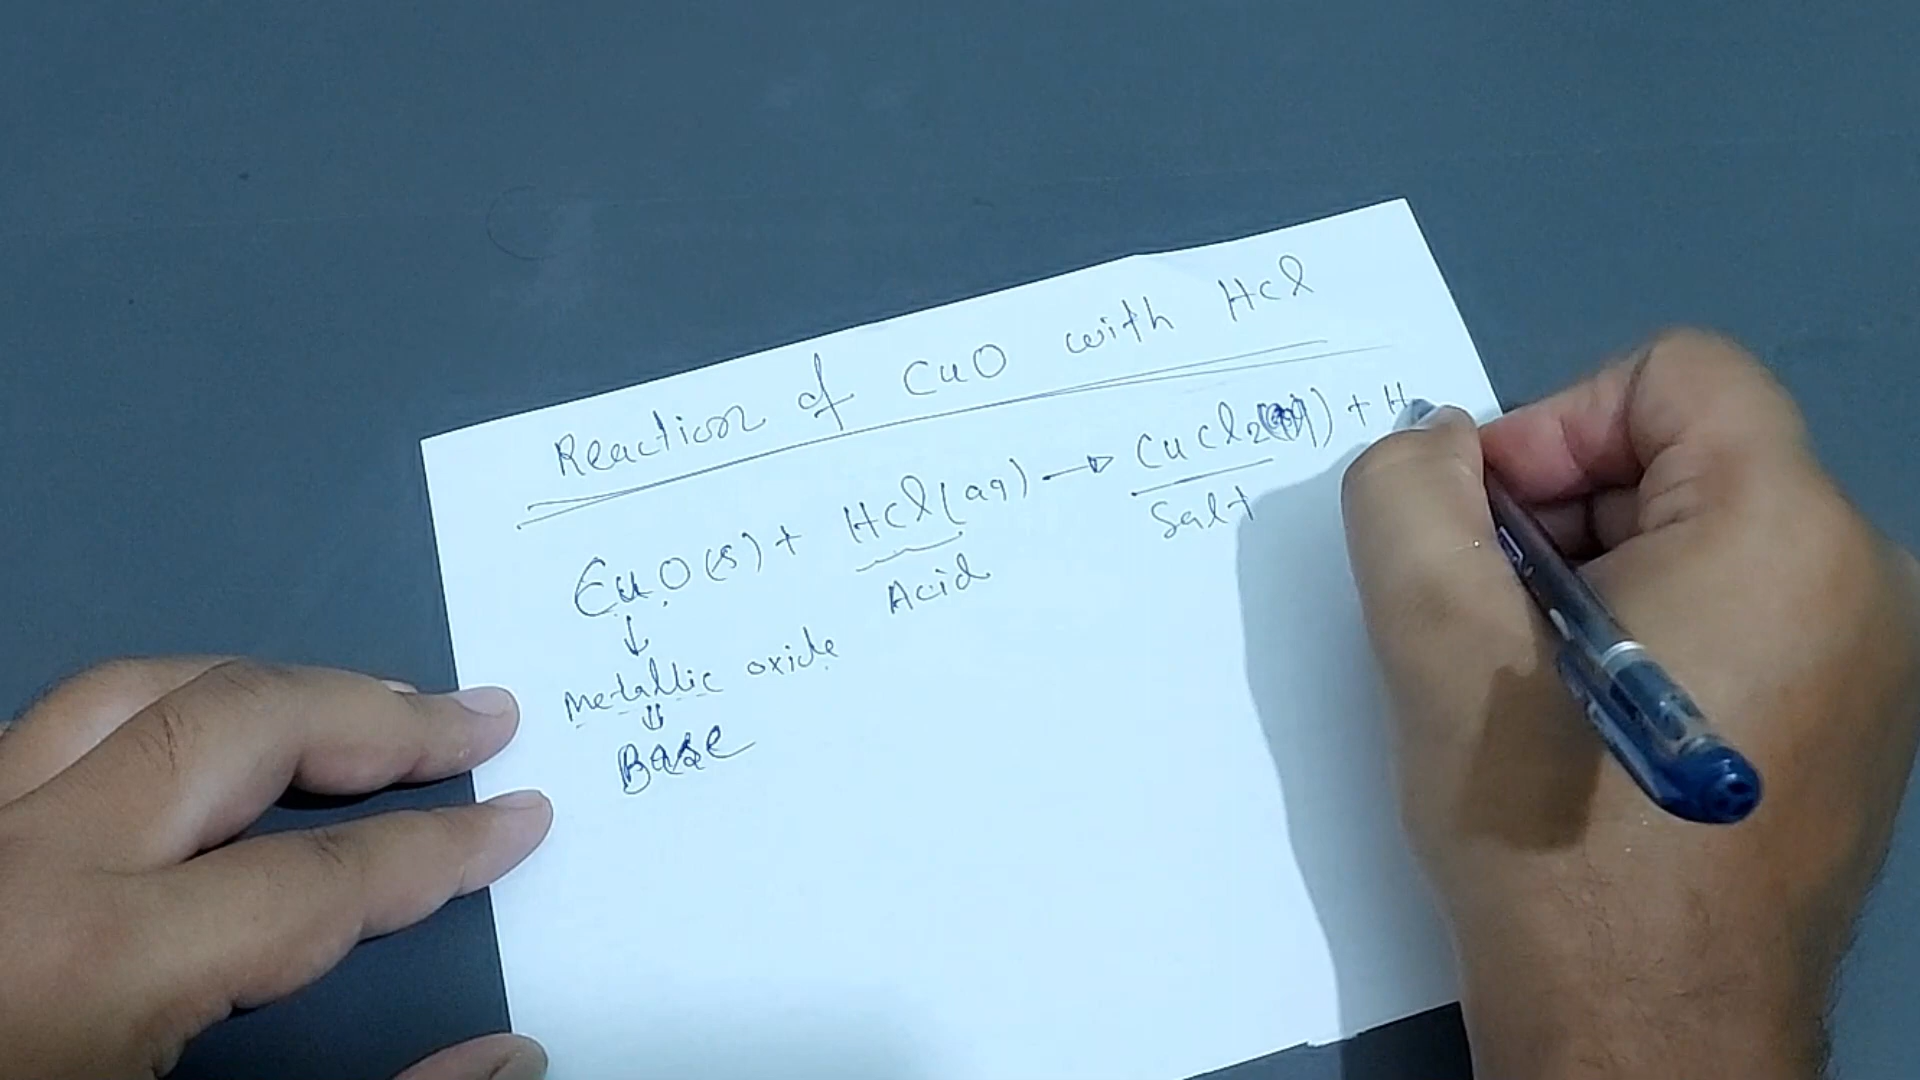 Reaction of CuO with HCl
CuO(s) + HCl(aq) → CuCl2(aq) + H
Acid
Salt
↓
Metallic oxide
⇓
Base